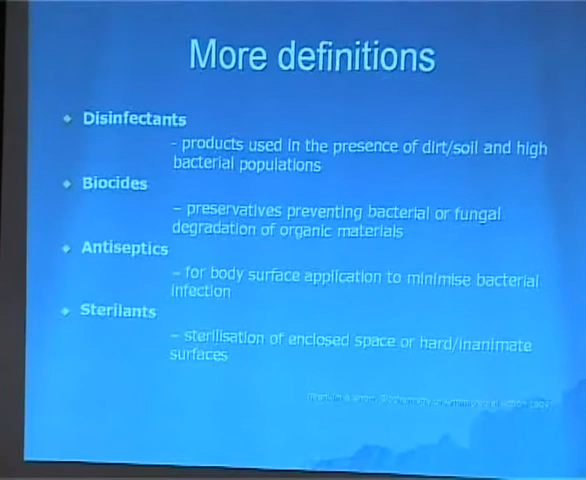 More definitions
Disinfectants
- products used in the presence of dirt/soil and high
bacterial populations
Biocides
– preservatives preventing bacterial or fungal
degradation of organic materials
Antiseptics
– for body surface application to minimise bacterial
infection
Sterilants
– sterilisation of enclosed space or hard/inanimate
surfaces